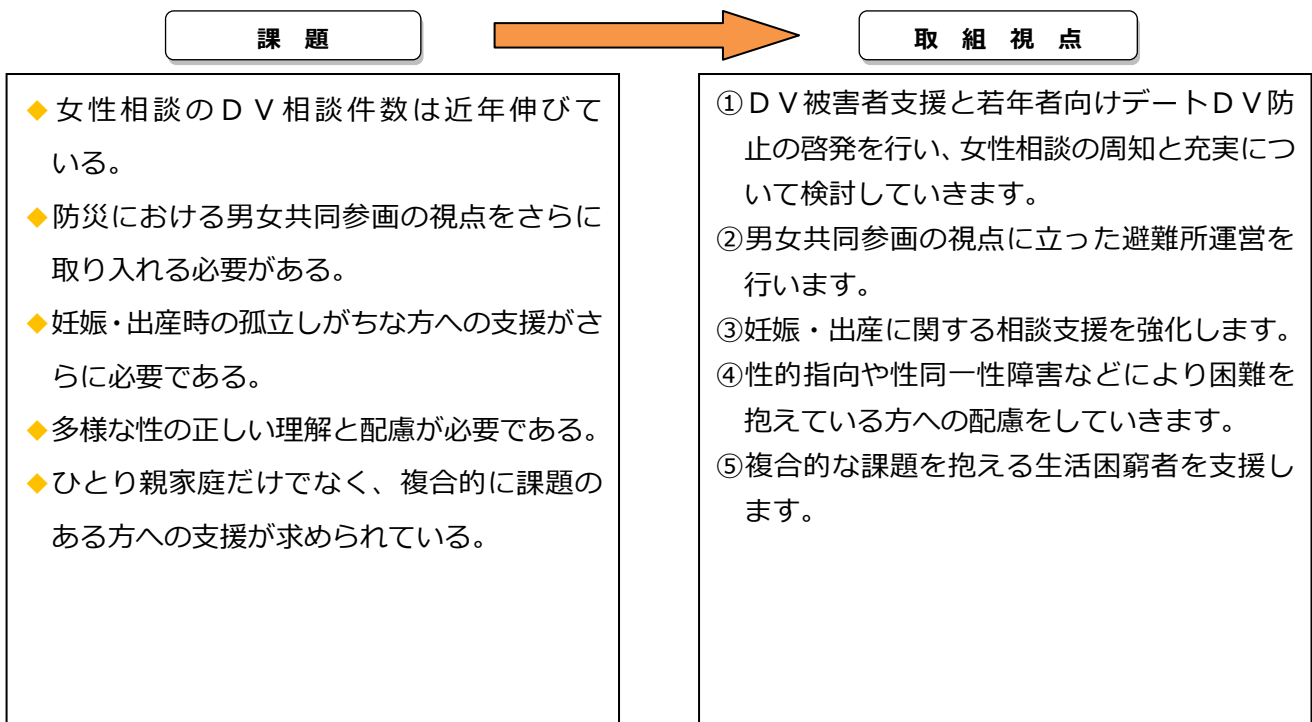 課　題
取　組　視　点
◆女性相談のＤＶ相談件数は近年伸びて
いる。
◆防災における男女共同参画の視点をさらに
取り入れる必要がある。
◆妊娠・出産時の孤立しがちな方への支援がさ
らに必要である。
◆多様な性の正しい理解と配慮が必要である。
◆ひとり親家庭だけでなく、複合的に課題の
ある方への支援が求められている。
①ＤＶ被害者支援と若年者向けデートＤＶ防
止の啓発を行い、女性相談の周知と充実につ
いて検討していきます。
②男女共同参画の視点に立った避難所運営を
行います。
③妊娠・出産に関する相談支援を強化します。
④性的指向や性同一性障害などにより困難を
抱えている方への配慮をしていきます。
⑤複合的な課題を抱える生活困窮者を支援し
ます。